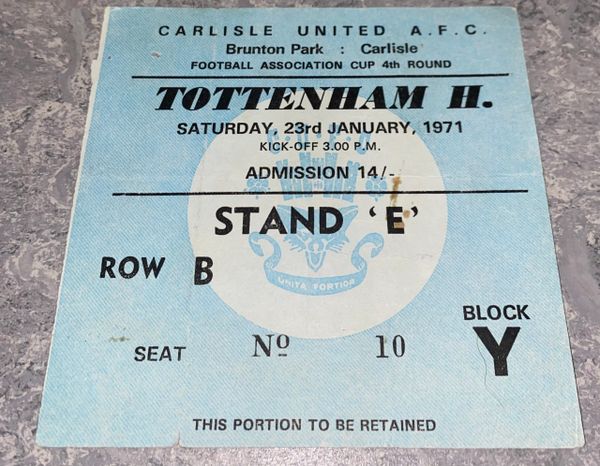 CARLISLE UNITED A.F.C.
Brunton Park : Carlisle
FOOTBALL ASSOCIATION CUP 4th ROUND
TOTTENHAM H.
SATURDAY, 23rd JANUARY, 1971
KICK-OFF 3.00 P.M.
ADMISSION 14/-
STAND 'E'
ROW B
UNITA FORTIOR
BLOCK
SEAT Nº 10 Y
THIS PORTION TO BE RETAINED